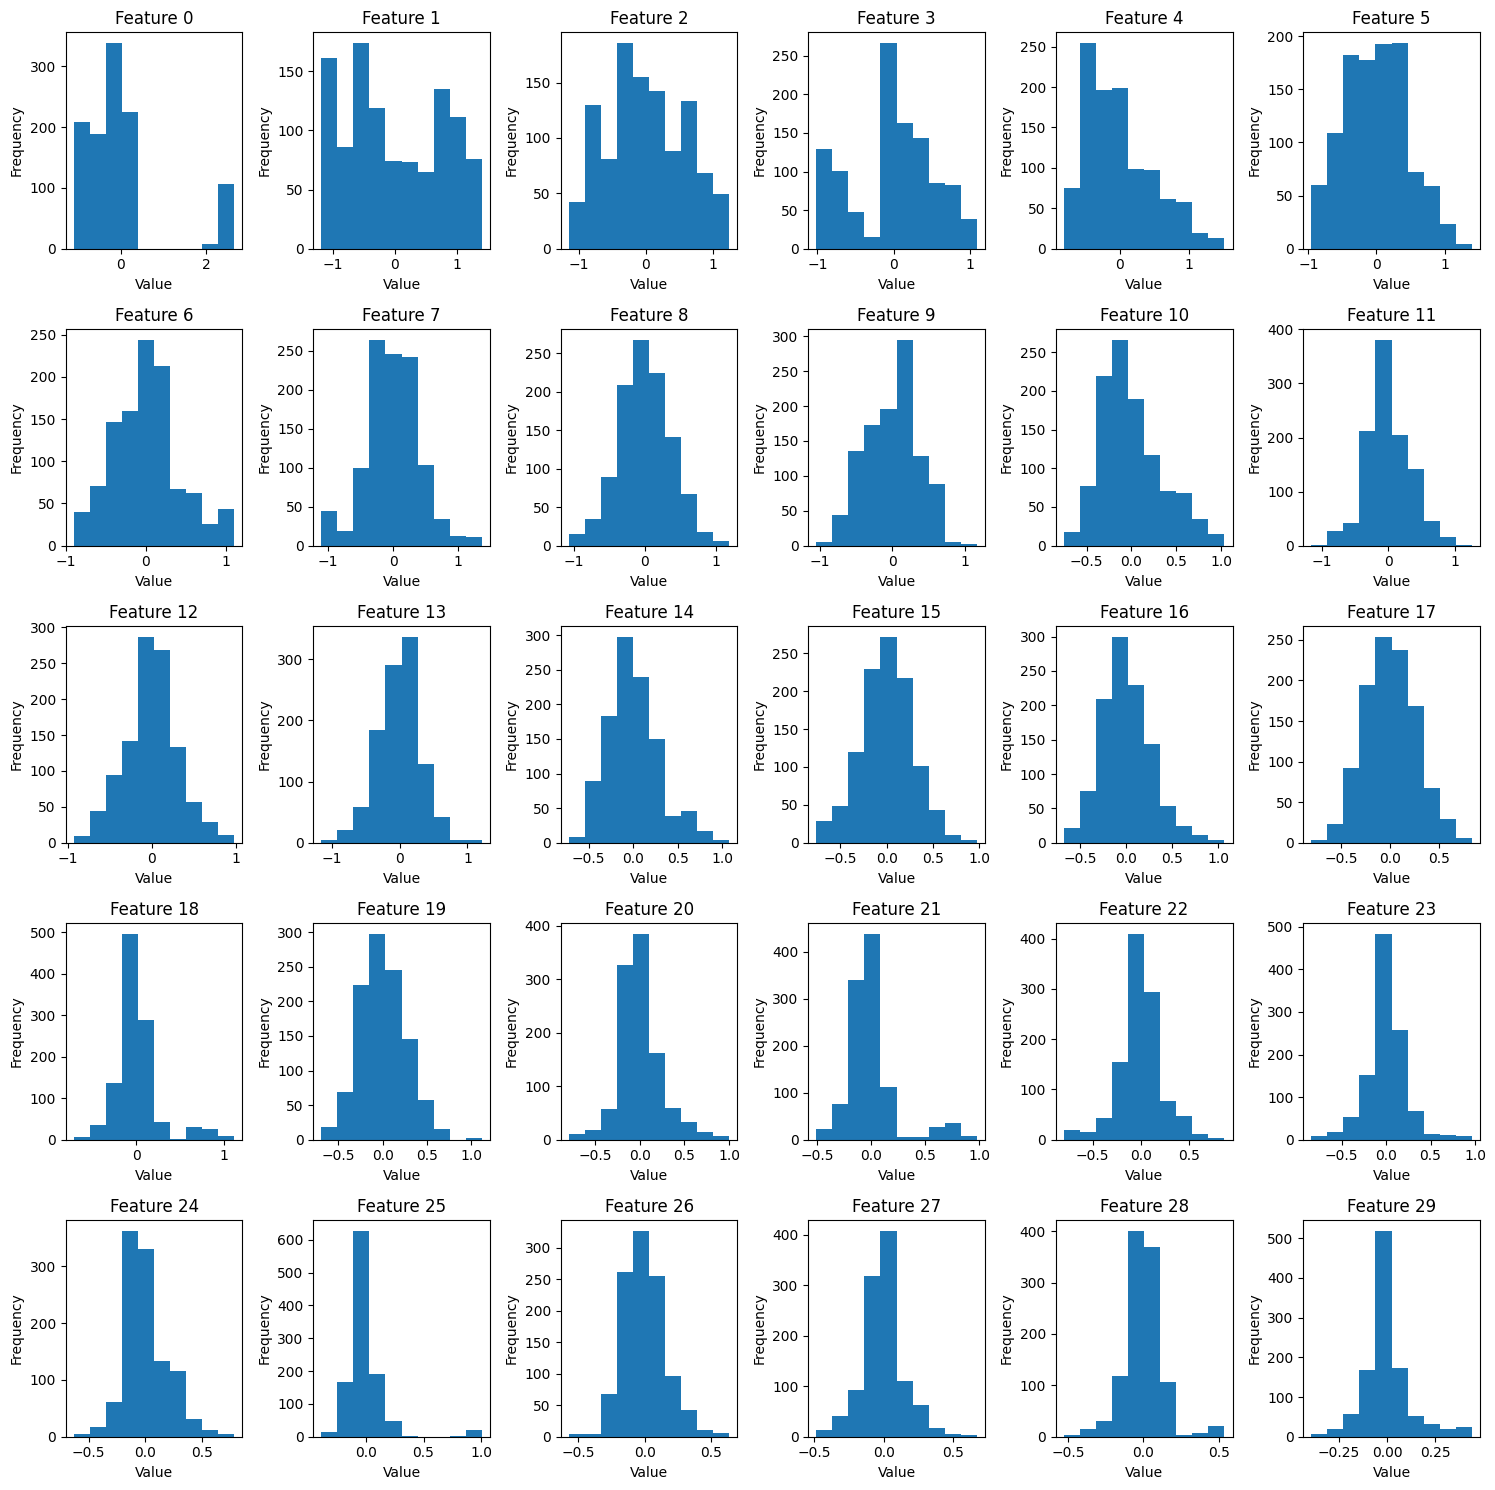 Feature 0
Frequency
300
200
100
0
0 2
Value
Feature 1
Frequency
150
100
50
0
−1 0 1
Value
Feature 2
Frequency
150
100
50
0
−1 0 1
Value
Feature 3
Frequency
250
200
150
100
50
0
−1 0 1
Value
Feature 4
Frequency
250
200
150
100
50
0
0 1
Value
Feature 5
Frequency
200
150
100
50
0
−1 0 1
Value
Feature 6
Frequency
250
200
150
100
50
0
−1 0 1
Value
Feature 7
Frequency
250
200
150
100
50
0
−1 0 1
Value
Feature 8
Frequency
250
200
150
100
50
0
−1 0 1
Value
Feature 9
Frequency
300
250
200
150
100
50
0
−1 0 1
Value
Feature 10
Frequency
250
200
150
100
50
0
−0.5 0.0 0.5 1.0
Value
Feature 11
Frequency
400
300
200
100
0
−1 0 1
Value
Feature 12
Frequency
300
250
200
150
100
50
0
−1 0 1
Value
Feature 13
Frequency
300
200
100
0
−1 0 1
Value
Feature 14
Frequency
300
250
200
150
100
50
0
−0.5 0.0 0.5 1.0
Value
Feature 15
Frequency
250
200
150
100
50
0
−0.5 0.0 0.5 1.0
Value
Feature 16
Frequency
300
250
200
150
100
50
0
−0.5 0.0 0.5 1.0
Value
Feature 17
Frequency
250
200
150
100
50
0
−0.5 0.0 0.5
Value
Feature 18
Frequency
500
400
300
200
100
0
0 1
Value
Feature 19
Frequency
300
250
200
150
100
50
0
−0.5 0.0 0.5 1.0
Value
Feature 20
Frequency
400
300
200
100
0
−0.5 0.0 0.5 1.0
Value
Feature 21
Frequency
400
300
200
100
0
−0.5 0.0 0.5 1.0
Value
Feature 22
Frequency
400
300
200
100
0
−0.5 0.0 0.5
Value
Feature 23
Frequency
500
400
300
200
100
0
−0.5 0.0 0.5 1.0
Value
Feature 24
Frequency
300
200
100
0
−0.5 0.0 0.5
Value
Feature 25
Frequency
600
500
400
300
200
100
0
0.0 0.5 1.0
Value
Feature 26
Frequency
300
250
200
150
100
50
0
−0.5 0.0 0.5
Value
Feature 27
Frequency
400
300
200
100
0
0.0 0.5
Value
Feature 28
Frequency
400
300
200
100
0
−0.5 0.0 0.5
Value
Feature 29
Frequency
500
400
300
200
100
0
−0.25 0.00 0.25
Value